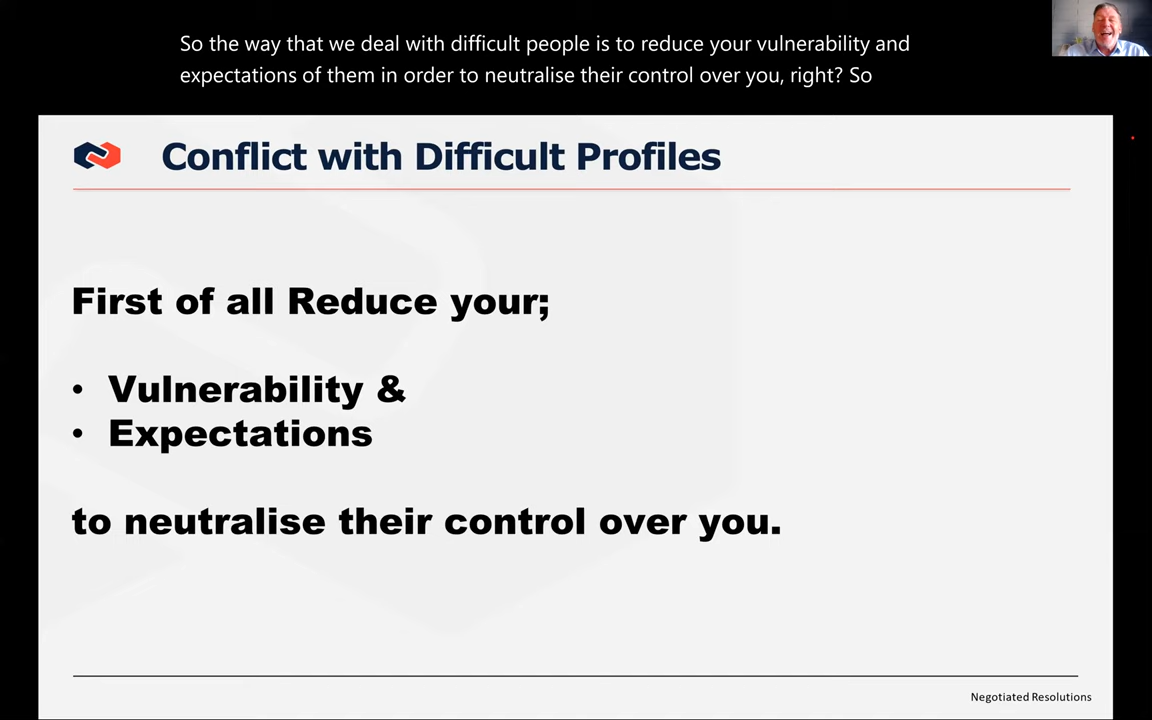 So the way that we deal with difficult people is to reduce your vulnerability and
expectations of them in order to neutralise their control over you, right? So
Conflict with Difficult Profiles
First of all Reduce your;
• Vulnerability &
• Expectations
to neutralise their control over you.
Negotiated Resolutions